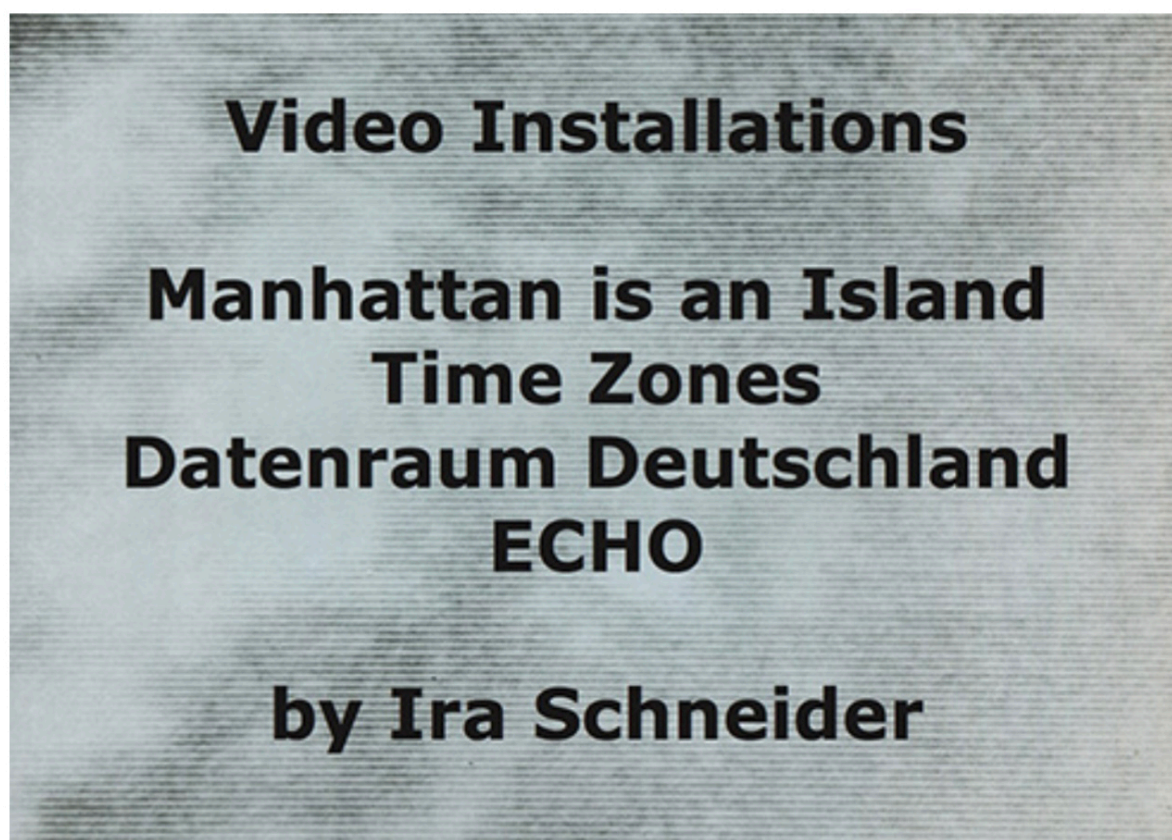 Video Installations
Manhattan is an Island
Time Zones
Datenraum Deutschland
ECHO
by Ira Schneider